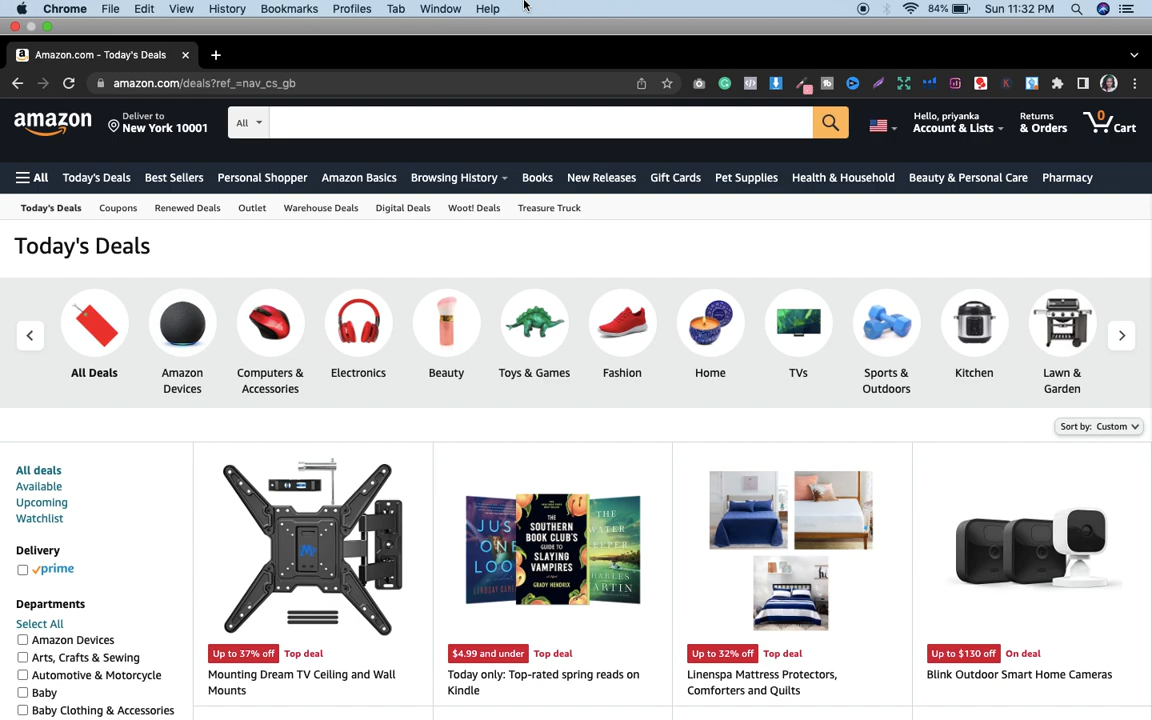 Chrome File Edit View History Bookmarks Profiles Tab Window Help 84% Sun 11:32 PM
Amazon.com - Today's Deals
amazon.com/deals?ref_=nav_cs_gb
amazon
Deliver to
New York 10001
All
Hello, priyanka
Account & Lists
Returns
& Orders
0
Cart
All Today's Deals Best Sellers Personal Shopper Amazon Basics Browsing History Books New Releases Gift Cards Pet Supplies Health & Household Beauty & Personal Care Pharmacy
Today's Deals Coupons Renewed Deals Outlet Warehouse Deals Digital Deals Woot! Deals Treasure Truck
Today's Deals
All Deals
Amazon
Devices
Computers &
Accessories
Electronics
Beauty
Toys & Games
Fashion
Home
TVs
Sports &
Outdoors
Kitchen
Lawn &
Garden
Sort by: Custom
All deals
Available
Upcoming
Watchlist
Delivery
prime
Departments
Select All
Amazon Devices
Arts, Crafts & Sewing
Automotive & Motorcycle
Baby
Baby Clothing & Accessories
Up to 37% off Top deal
Mounting Dream TV Ceiling and Wall
Mounts
JUS
ONE
LOO
THE
SOUTHERN
BOOK CLUB'S
GUIDE TO
SLAYING
VAMPIRES
GRADY HENDRIX
THE
WATER
KEEPER
HARLES
ARTIN
$4.99 and under Top deal
Today only: Top-rated spring reads on
Kindle
Up to 32% off Top deal
Linenspa Mattress Protectors,
Comforters and Quilts
Up to $130 off On deal
Blink Outdoor Smart Home Cameras